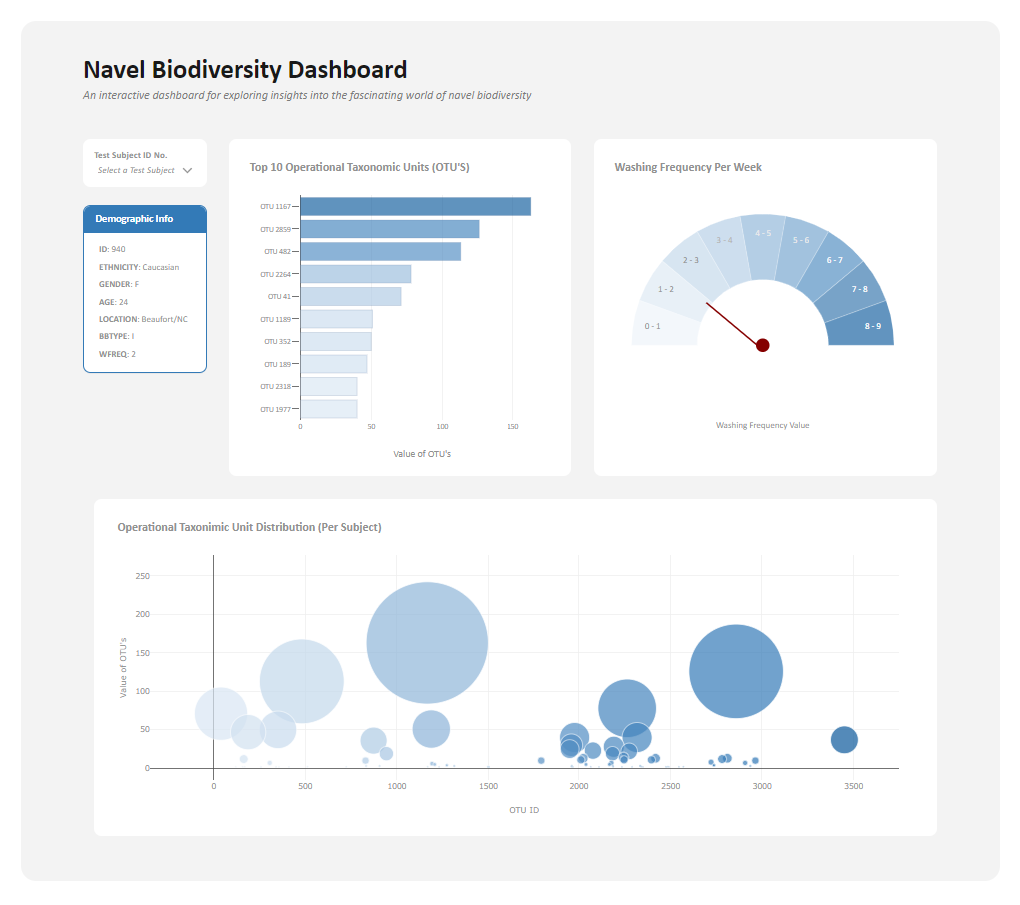 Navel Biodiversity Dashboard
An interactive dashboard for exploring insights into the fascinating world of navel biodiversity
Test Subject ID No.
Select a Test Subject
Demographic Info
ID: 940
ETHNICITY: Caucasian
GENDER: F
AGE: 24
LOCATION: Beaufort/NC
BBTYPE: I
WFREQ: 2
Top 10 Operational Taxonomic Units (OTU'S)
OTU 1167
OTU 2859
OTU 482
OTU 2264
OTU 41
OTU 1189
OTU 352
OTU 189
OTU 2318
OTU 1977
0 50 100 150
Value of OTU's
Washing Frequency Per Week
0 - 1
1 - 2
2 - 3
3 - 4
4 - 5
5 - 6
6 - 7
7 - 8
8 - 9
Washing Frequency Value
Operational Taxonimic Unit Distribution (Per Subject)
Value of OTU's
250
200
150
100
50
0
0 500 1000 1500 2000 2500 3000 3500
OTU ID